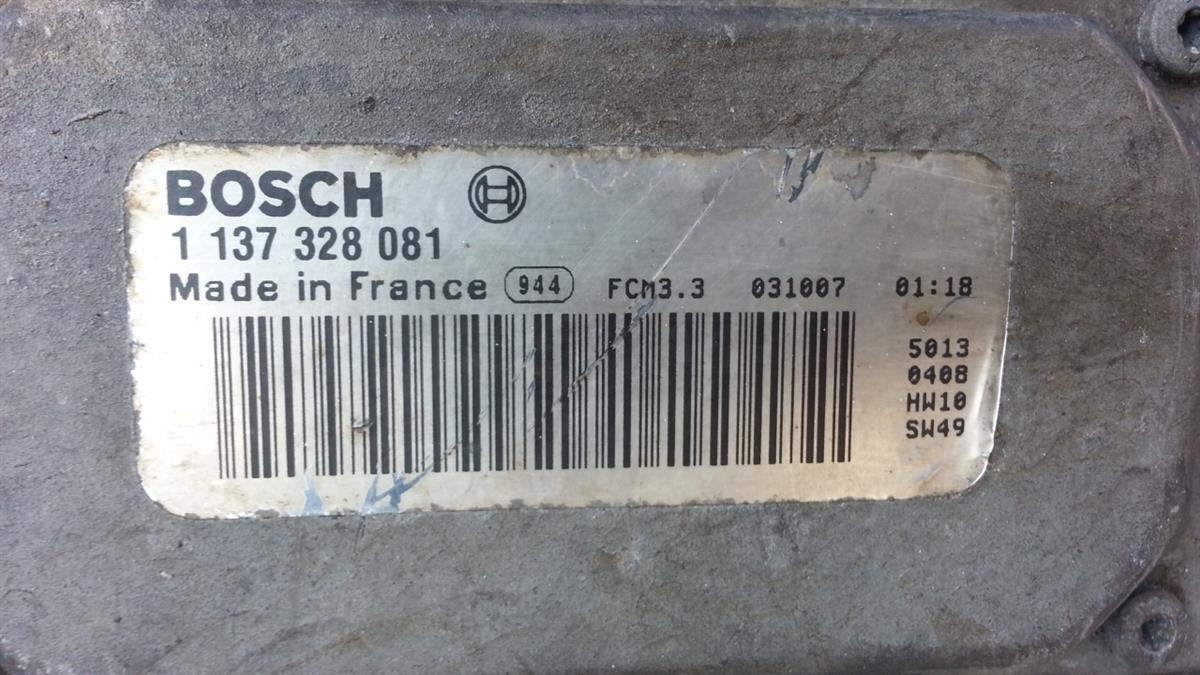 BOSCH
1 137 328 081
Made in France 944 FCM3.3 031007 01:18
5013
0408
HW10
SW49